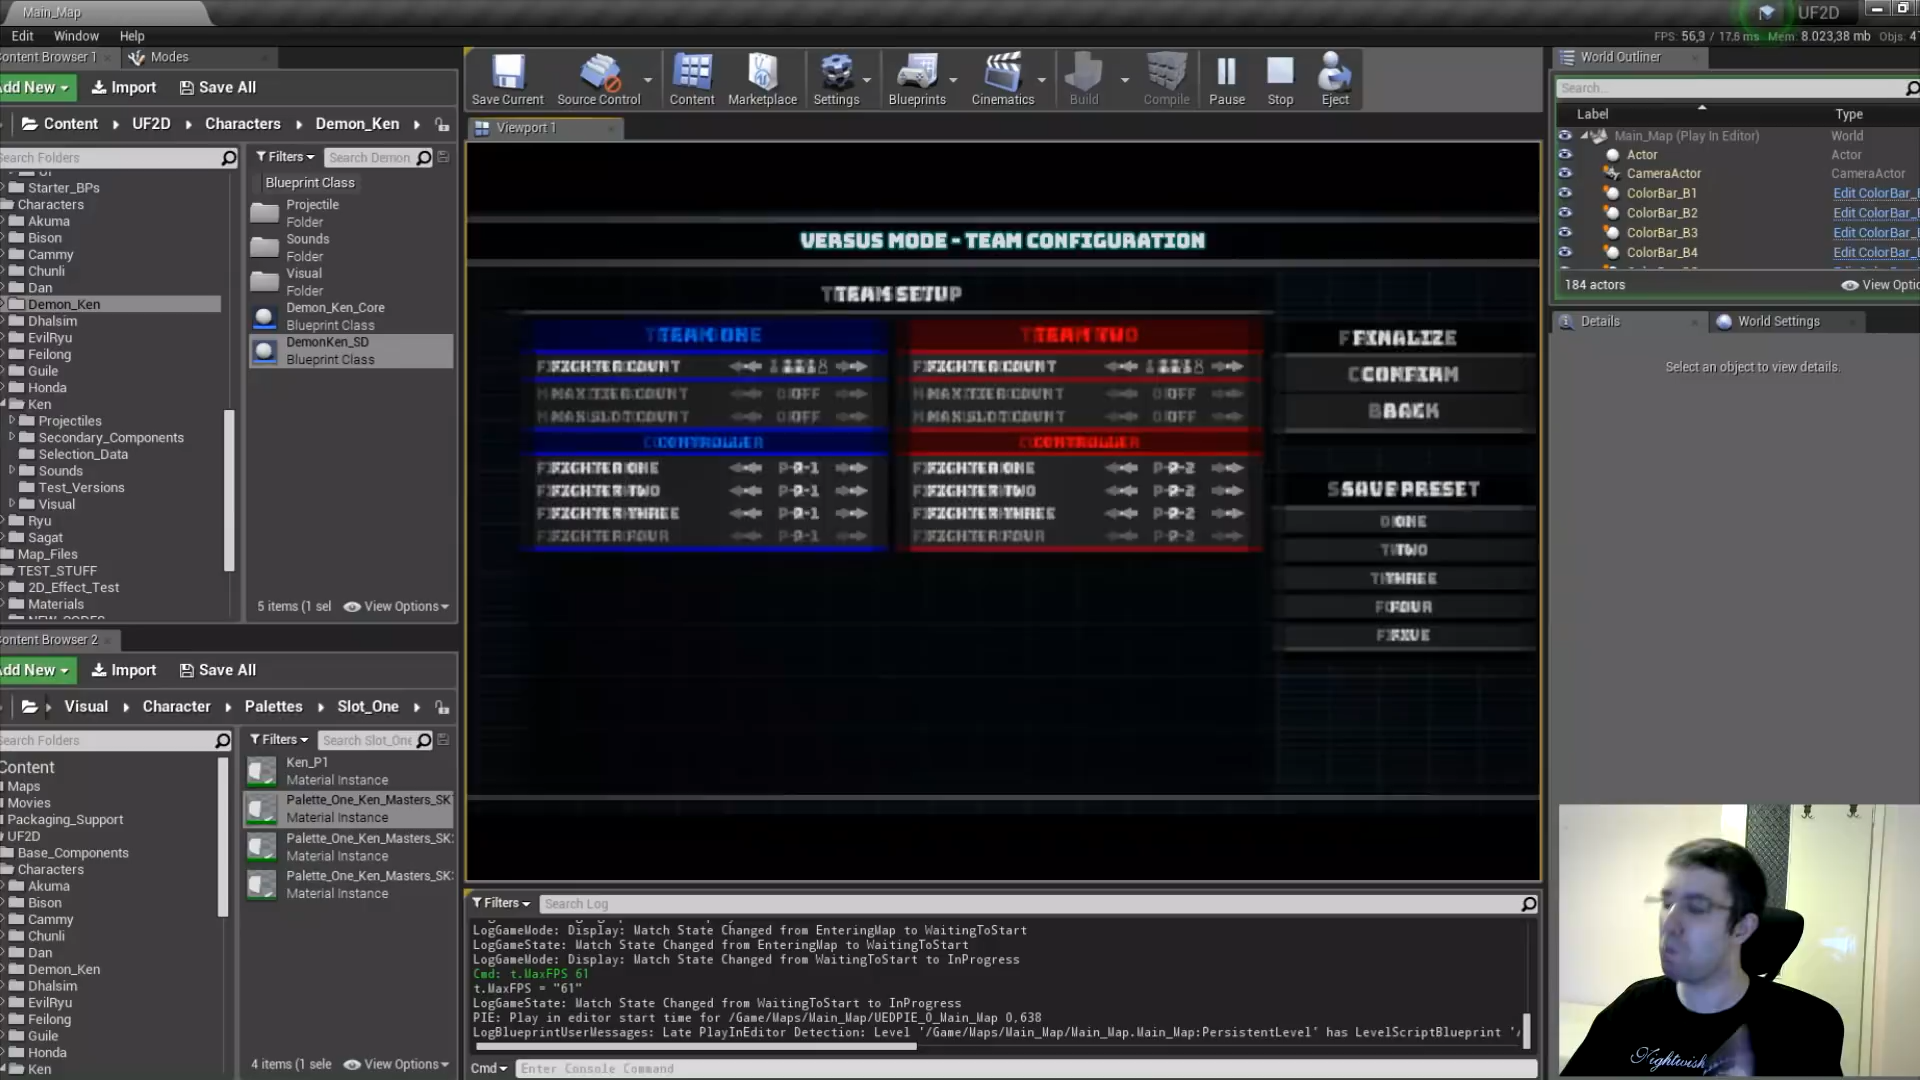 Main_Map
UF2D
Edit Window Help
FPS: 56,9 / 17.6 ms Mem: 8.023,38 mb Objs: 4
Content Browser 1
Modes
Add New
Import
Save All
Content UF2D Characters Demon_Ken
Search Folders
Starter_BPs
Characters
Akuma
Bison
Cammy
Chunli
Dan
Demon_Ken
Dhalsim
EvilRyu
Feilong
Guile
Honda
Ken
Projectiles
Secondary_Components
Selection_Data
Sounds
Test_Versions
Visual
Ryu
Sagat
Map_Files
TEST_STUFF
2D_Effect_Test
Materials
Filters
Search Demon
Blueprint Class
Projectile
Folder
Sounds
Folder
Visual
Folder
Demon_Ken_Core
Blueprint Class
DemonKen_SD
Blueprint Class
5 items (1 sel
View Options
Content Browser 2
Add New
Import
Save All
Visual Character Palettes Slot_One
Search Folders
Content
Maps
Movies
Packaging_Support
UF2D
Base_Components
Characters
Akuma
Bison
Cammy
Chunli
Dan
Demon_Ken
Dhalsim
EvilRyu
Feilong
Guile
Honda
Ken
Filters
Search Slot_One
Ken_P1
Material Instance
Palette_One_Ken_Masters_SK
Material Instance
Palette_One_Ken_Masters_SK
Material Instance
Palette_One_Ken_Masters_SK
Material Instance
4 items (1 sele
View Options
Save Current
Source Control
Content
Marketplace
Settings
Blueprints
Cinematics
Build
Compile
Pause
Stop
Eject
Viewport 1
VERSUS MODE - TEAM CONFIGURATION
TEAM SETUP
TEAM ONE
FIGHTER COUNT
MAX TIER COUNT OFF
MAX SLOT COUNT OFF
CONTROLLER
FIGHTER ONE P-1
FIGHTER TWO P-1
FIGHTER THREE P-1
FIGHTER FOUR P-1
TEAM TWO
FIGHTER COUNT
MAX TIER COUNT OFF
MAX SLOT COUNT OFF
CONTROLLER
FIGHTER ONE P-2
FIGHTER TWO P-2
FIGHTER THREE P-2
FIGHTER FOUR P-2
FINALIZE
CONFIRM
BACK
SAVE PRESET
ONE
TWO
THREE
FOUR
FIVE
Filters
Search Log
LogGameMode: Display: Match State Changed from EnteringMap to WaitingToStart
LogGameState: Match State Changed from EnteringMap to WaitingToStart
LogGameMode: Display: Match State Changed from WaitingToStart to InProgress
Cmd: t.MaxFPS 61
t.MaxFPS = "61"
LogGameState: Match State Changed from WaitingToStart to InProgress
PIE: Play in editor start time for /Game/Maps/Main_Map/UEDPIE_0_Main_Map 0,638
LogBlueprintUserMessages: Late PlayInEditor Detection: Level '/Game/Maps/Main_Map/Main_Map.Main_Map:PersistentLevel' has LevelScriptBlueprint '/
Cmd
Enter Console Command
World Outliner
Search...
Label Type
Main_Map (Play In Editor) World
Actor Actor
CameraActor CameraActor
ColorBar_B1 Edit ColorBar_
ColorBar_B2 Edit ColorBar_
ColorBar_B3 Edit ColorBar_
ColorBar_B4 Edit ColorBar_
184 actors
View Optio
Details
World Settings
Select an object to view details.
Nightwish